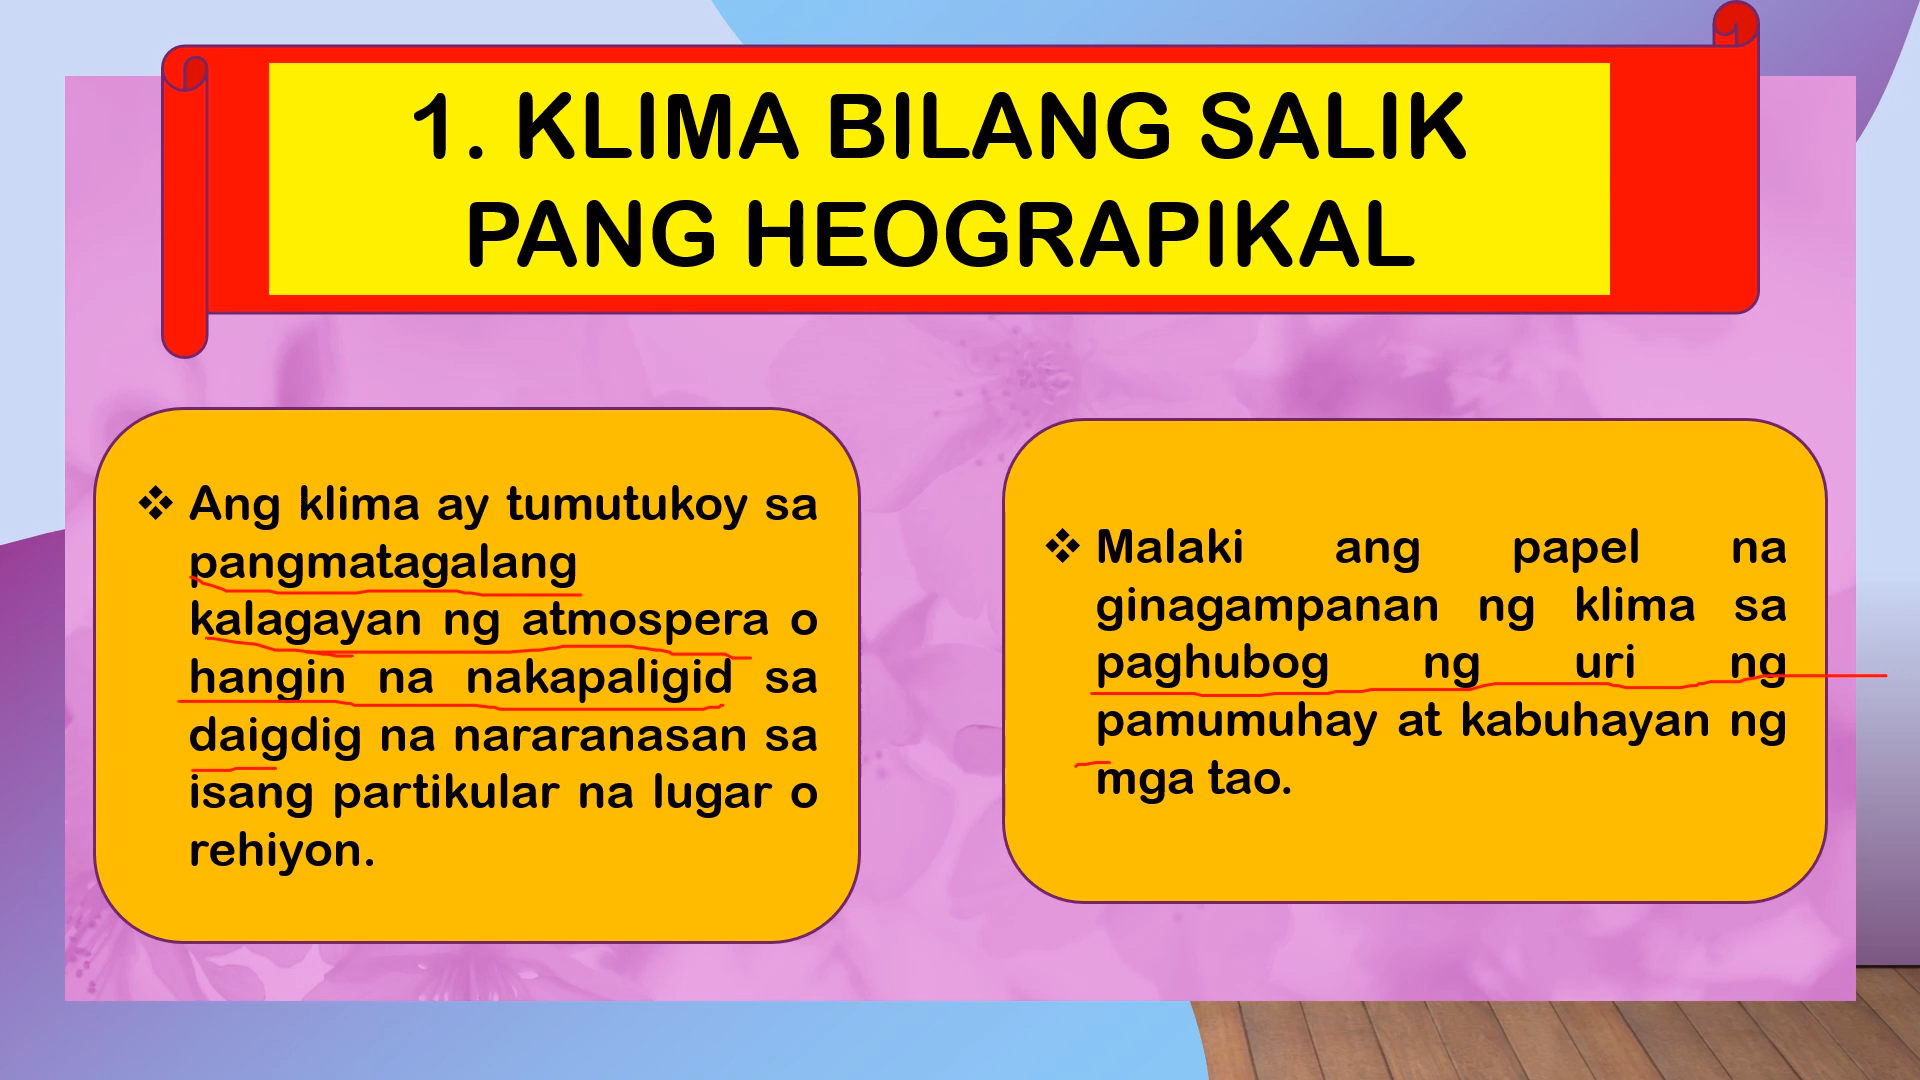 1. KLIMA BILANG SALIK
PANG HEOGRAPIKAL
❖ Ang klima ay tumutukoy sa
pangmatagalang
kalagayan ng atmospera o
hangin na nakapaligid sa
daigdig na nararanasan sa
isang partikular na lugar o
rehiyon.
❖ Malaki ang papel na
ginagampanan ng klima sa
paghubog ng uri ng
pamumuhay at kabuhayan ng
mga tao.